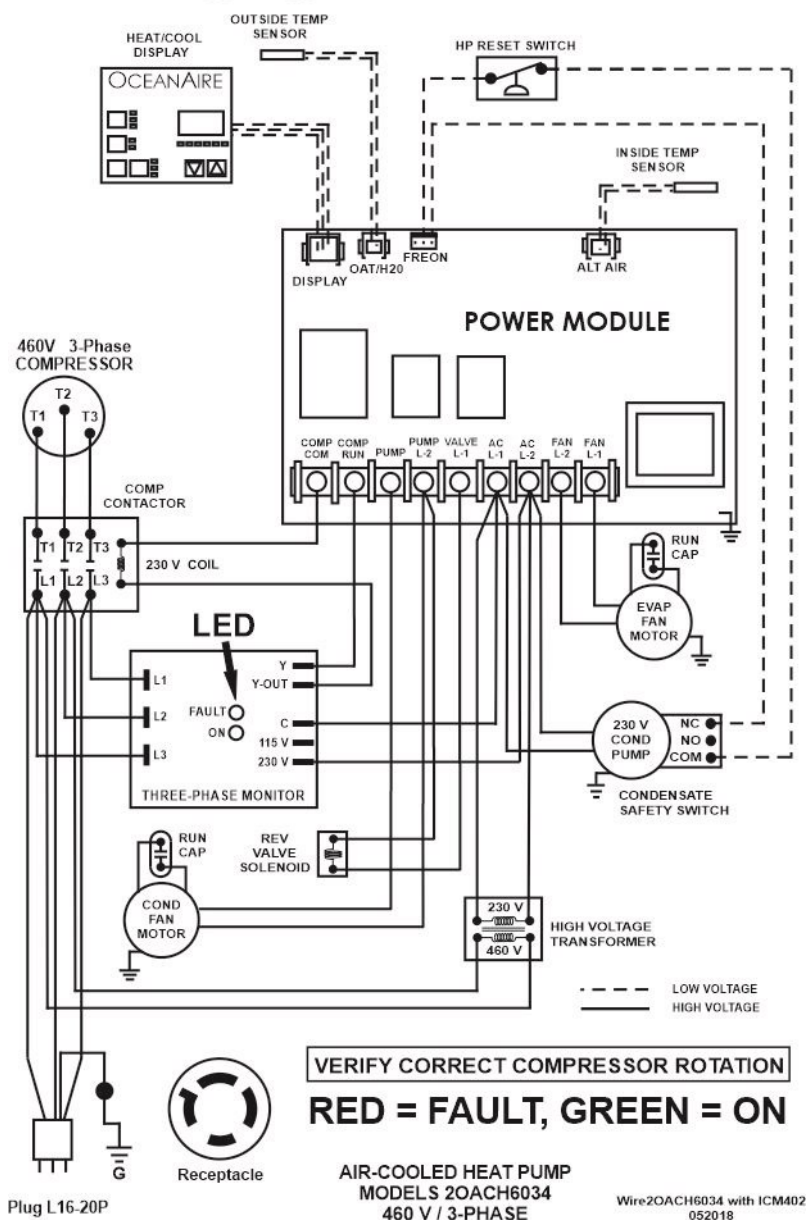 OUTSIDE TEMP
SENSOR
HEAT/COOL
DISPLAY
OCEANAIRE
HP RESET SWITCH
INSIDE TEMP
SENSOR
DISPLAY
OAT/H20
FREON
ALT AIR
POWER MODULE
460V 3-Phase
COMPRESSOR
T1
T2
T3
COMP
COM
COMP
RUN
PUMP
PUMP
L-2
VALVE
L-1
AC
L-1
AC
L-2
FAN
L-2
FAN
L-1
COMP
CONTACTOR
T1
T2
T3
L1
L2
L3
230 V COIL
RUN
CAP
EVAP
FAN
MOTOR
LED
L1
L2
L3
FAULT
ON
Y
Y-OUT
C
115 V
230 V
THREE-PHASE MONITOR
230 V
COND
PUMP
NC
NO
COM
CONDENSATE
SAFETY SWITCH
RUN
CAP
COND
FAN
MOTOR
REV
VALVE
SOLENOID
230 V
460 V
HIGH VOLTAGE
TRANSFORMER
LOW VOLTAGE
HIGH VOLTAGE
VERIFY CORRECT COMPRESSOR ROTATION
RED = FAULT, GREEN = ON
G
Plug L16-20P
Receptacle
AIR-COOLED HEAT PUMP
MODELS 2OACH6034
460 V / 3-PHASE
Wire2OACH6034 with ICM402
052018